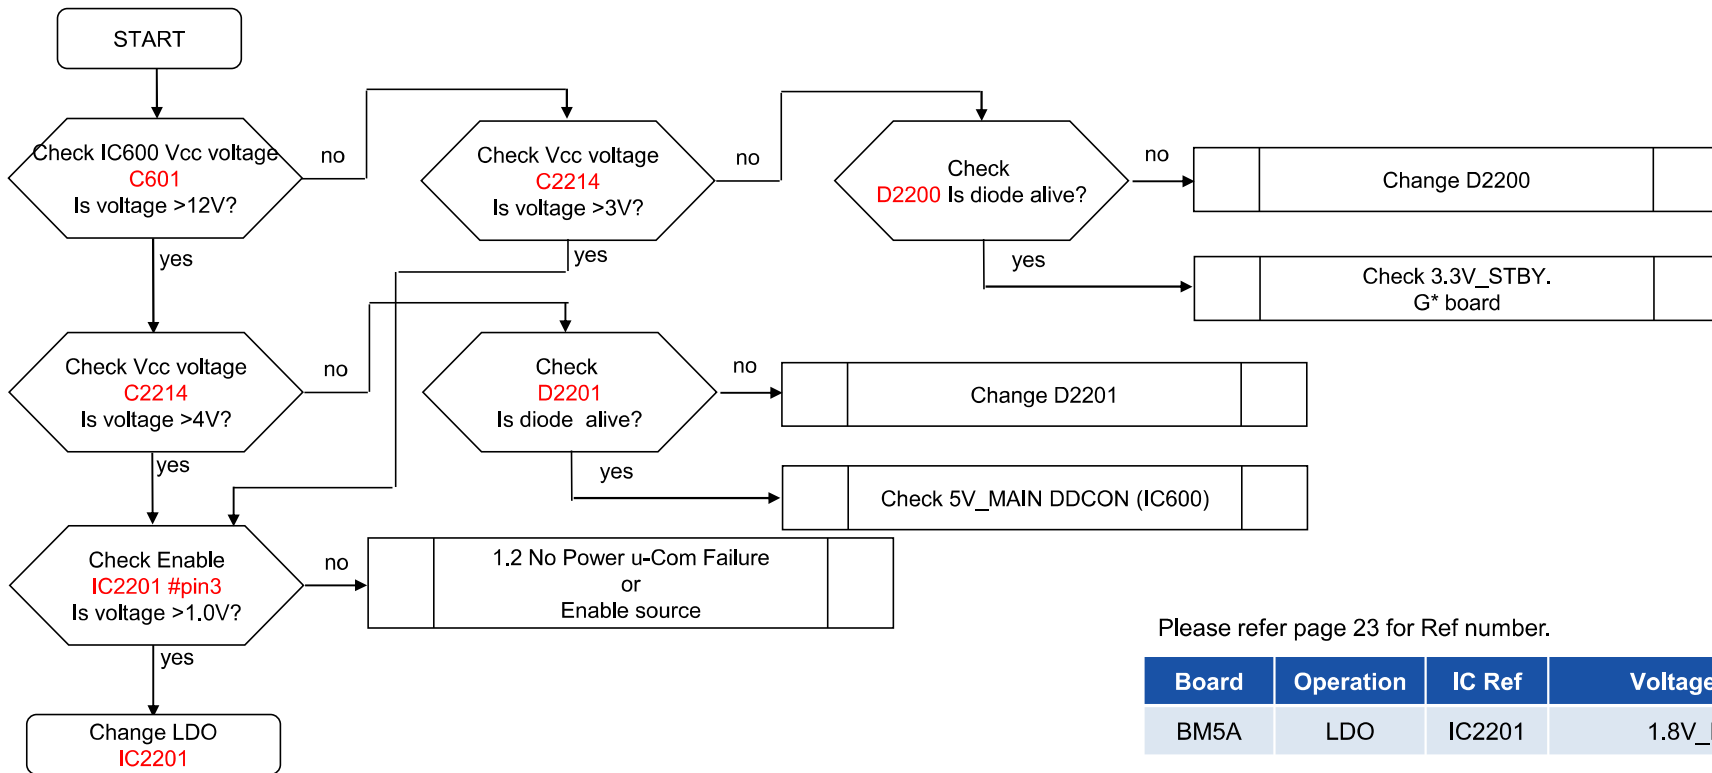 START
Check IC600 Vcc voltage
C601
Is voltage >12V?
no
yes
Check Vcc voltage
C2214
Is voltage >3V?
no
yes
Check
D2200 Is diode alive?
no
yes
Change D2200
Check 3.3V_STBY.
G* board
Check Vcc voltage
C2214
Is voltage >4V?
no
yes
Check
D2201
Is diode alive?
no
yes
Change D2201
Check 5V_MAIN DDCON (IC600)
Check Enable
IC2201 #pin3
Is voltage >1.0V?
no
yes
1.2 No Power u-Com Failure
or
Enable source
Change LDO
IC2201
Please refer page 23 for Ref number.
Board Operation IC Ref Voltage
BM5A LDO IC2201 1.8V_